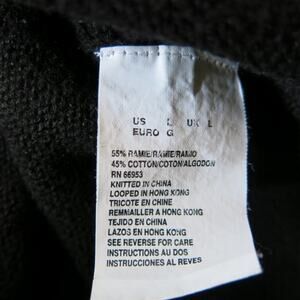 US L UK L
EURO G
55% RAMIE/RAMIE/RAMIO
45% COTTON/COTON/ALGODON
RN 66953
KNITTED IN CHINA
LOOPED IN HONG KONG
TRICOTE EN CHINE
REMMAILLER A HONG KONG
TEJIDO EN CHINA
LAZOS EN HONG KONG
SEE REVERSE FOR CARE
INSTRUCTIONS AU DOS
INSTRUCCIONES AL REVES